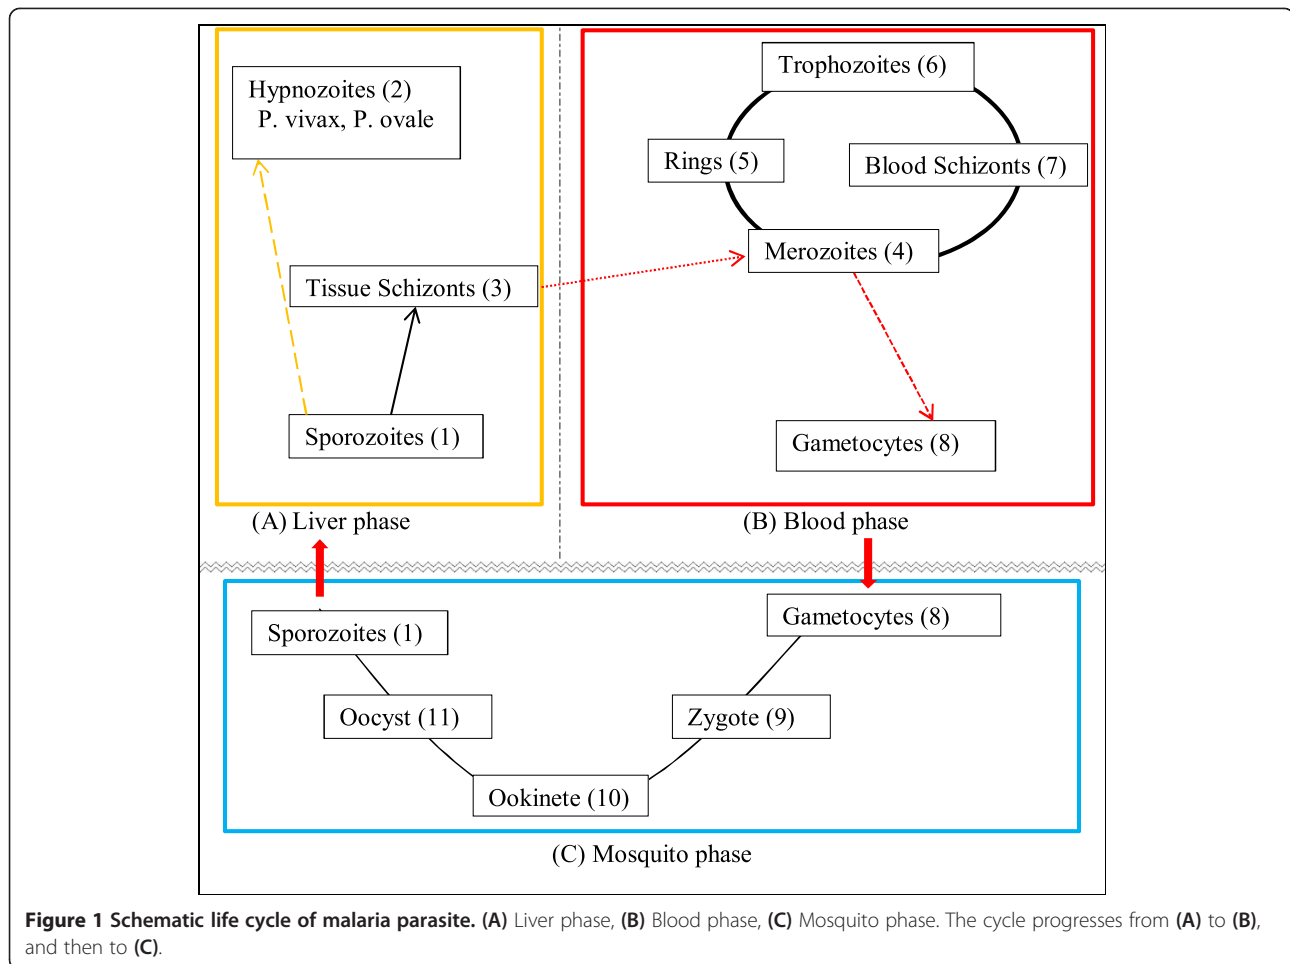 Hypnozoites (2)
P. vivax, P. ovale
Tissue Schizonts (3)
Sporozoites (1)
(A) Liver phase
Trophozoites (6)
Rings (5)
Blood Schizonts (7)
Merozoites (4)
Gametocytes (8)
(B) Blood phase
Sporozoites (1)
Gametocytes (8)
Oocyst (11)
Zygote (9)
Ookinete (10)
(C) Mosquito phase
Figure 1 Schematic life cycle of malaria parasite. (A) Liver phase, (B) Blood phase, (C) Mosquito phase. The cycle progresses from (A) to (B),
and then to (C).